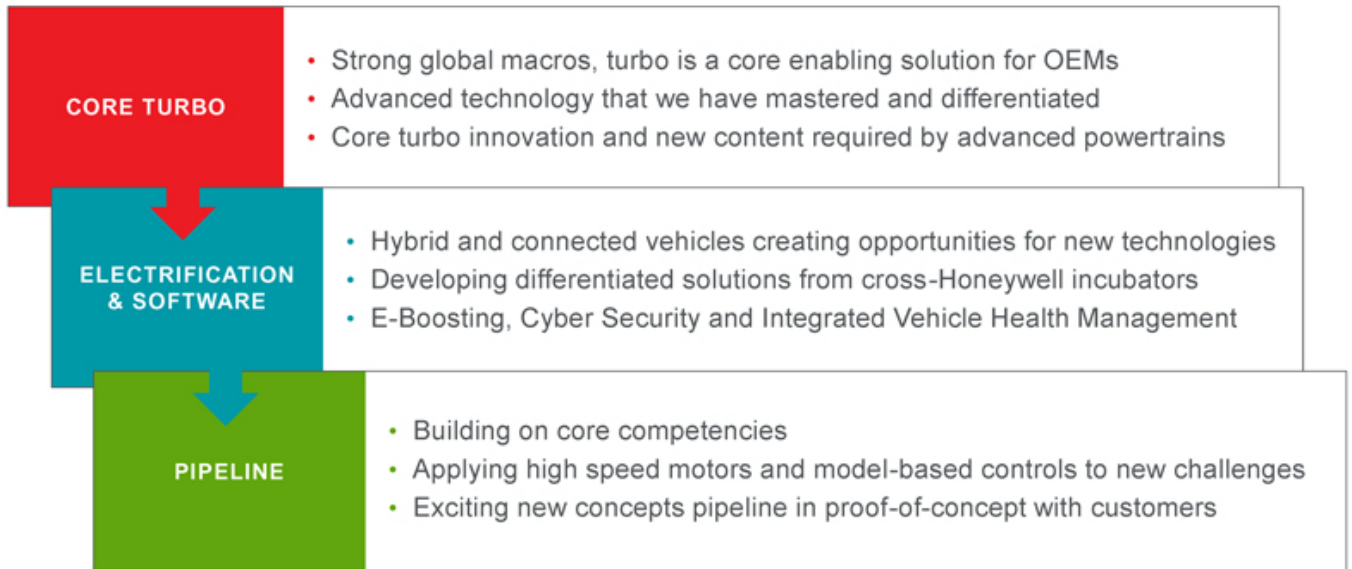 CORE TURBO
• Strong global macros, turbo is a core enabling solution for OEMs
• Advanced technology that we have mastered and differentiated
• Core turbo innovation and new content required by advanced powertrains
ELECTRIFICATION
& SOFTWARE
• Hybrid and connected vehicles creating opportunities for new technologies
• Developing differentiated solutions from cross-Honeywell incubators
• E-Boosting, Cyber Security and Integrated Vehicle Health Management
PIPELINE
• Building on core competencies
• Applying high speed motors and model-based controls to new challenges
• Exciting new concepts pipeline in proof-of-concept with customers